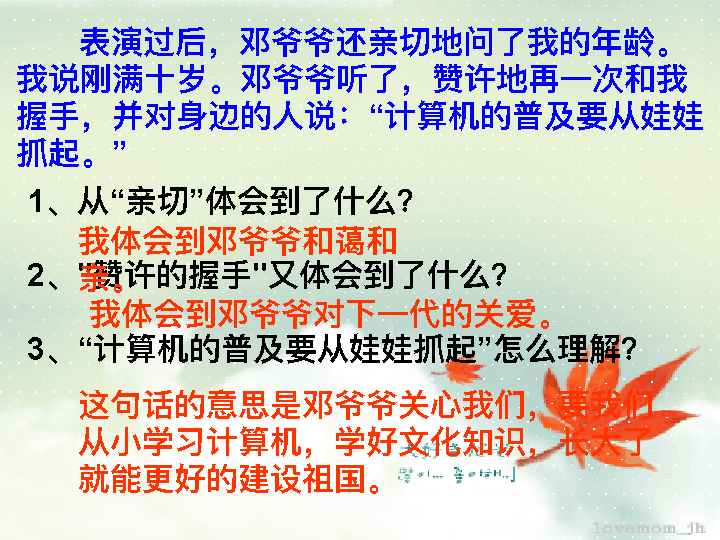 表演过后，邓爷爷还亲切地问了我的年龄。
我说刚满十岁。邓爷爷听了，赞许地再一次和我
握手，并对身边的人说：“计算机的普及要从娃娃
抓起。”
1、从“亲切”体会到了什么?
我体会到邓爷爷和蔼和
亲。
2、"赞许的握手"又体会到了什么?
我体会到邓爷爷对下一代的关爱。
3、“计算机的普及要从娃娃抓起”怎么理解?
这句话的意思是邓爷爷关心我们，要我们
从小学习计算机，学好文化知识，长大了
就能更好的建设祖国。
lovemom_jh